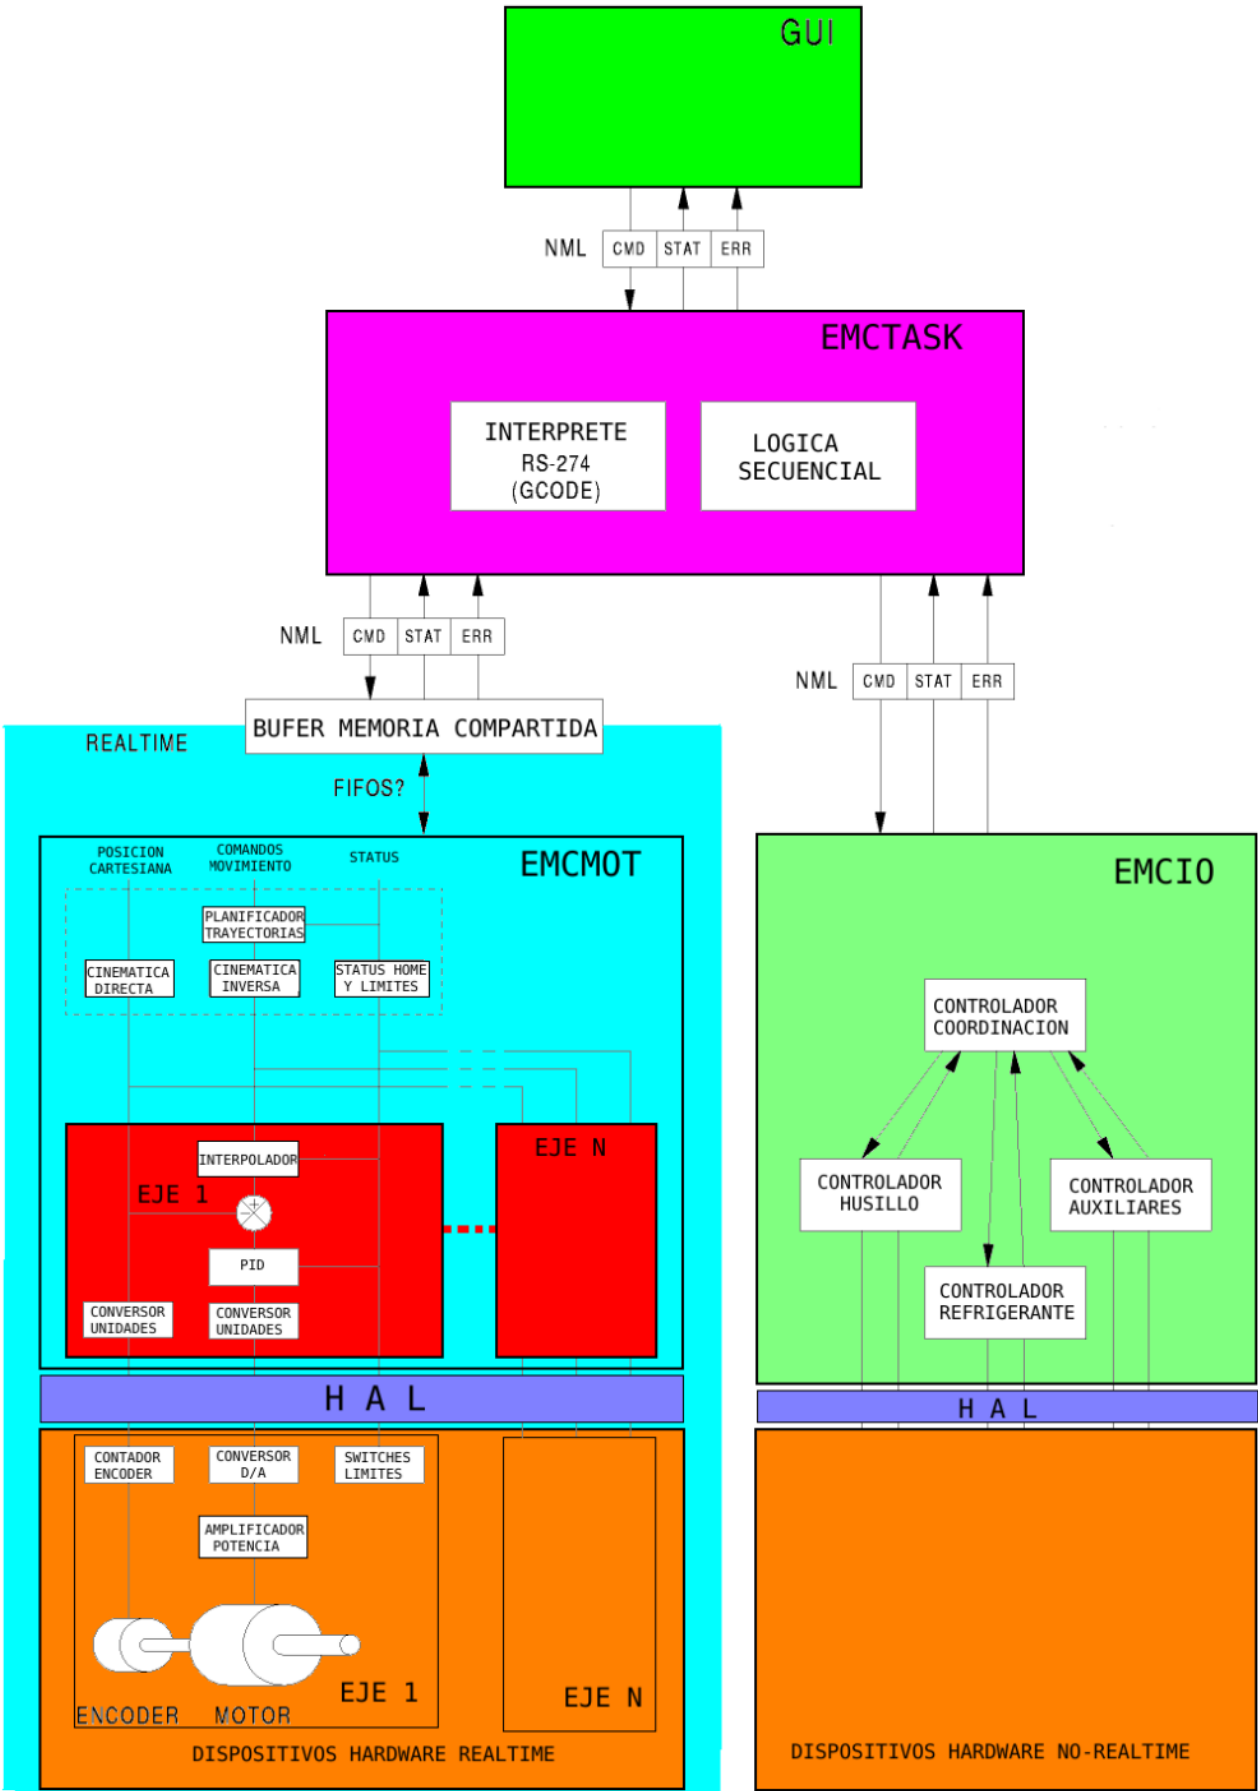 GUI
NML CMD STAT ERR
EMCTASK
INTERPRETE
RS-274
(GCODE)
LOGICA
SECUENCIAL
NML CMD STAT ERR
NML CMD STAT ERR
BUFER MEMORIA COMPARTIDA
REALTIME
FIFOS?
EMCMOT
POSICION
CARTESIANA
COMANDOS
MOVIMIENTO
STATUS
PLANIFICADOR
TRAYECTORIAS
CINEMATICA
DIRECTA
CINEMATICA
INVERSA
STATUS HOME
Y LIMITES
INTERPOLADOR
EJE 1
+
−
PID
CONVERSOR
UNIDADES
CONVERSOR
UNIDADES
EJE N
H A L
CONTADOR
ENCODER
CONVERSOR
D/A
SWITCHES
LIMITES
AMPLIFICADOR
POTENCIA
ENCODER
MOTOR
EJE 1
EJE N
DISPOSITIVOS HARDWARE REALTIME
EMCIO
CONTROLADOR
COORDINACION
CONTROLADOR
HUSILLO
CONTROLADOR
AUXILIARES
CONTROLADOR
REFRIGERANTE
H A L
DISPOSITIVOS HARDWARE NO-REALTIME